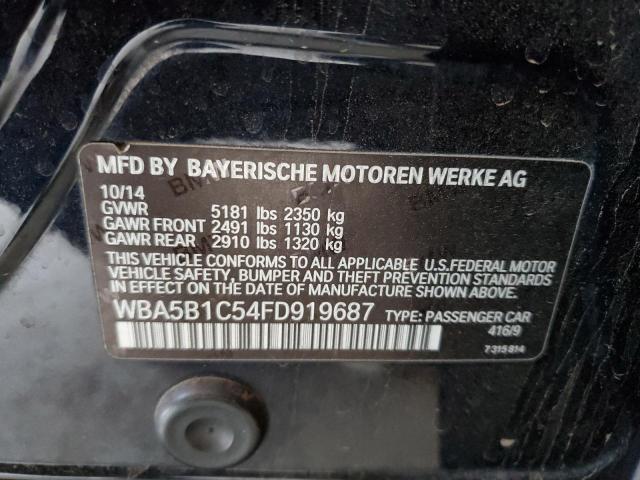 MFD BY BAYERISCHE MOTOREN WERKE AG
10/14
GVWR 5181 lbs 2350 kg
GAWR FRONT 2491 lbs 1130 kg
GAWR REAR 2910 lbs 1320 kg
THIS VEHICLE CONFORMS TO ALL APPLICABLE U.S.FEDERAL MOTOR
VEHICLE SAFETY, BUMPER AND THEFT PREVENTION STANDARDS
IN EFFECT ON THE DATE OF MANUFACTURE SHOWN ABOVE.
WBA5B1C54FD919687 TYPE: PASSENGER CAR
416/9
7315814